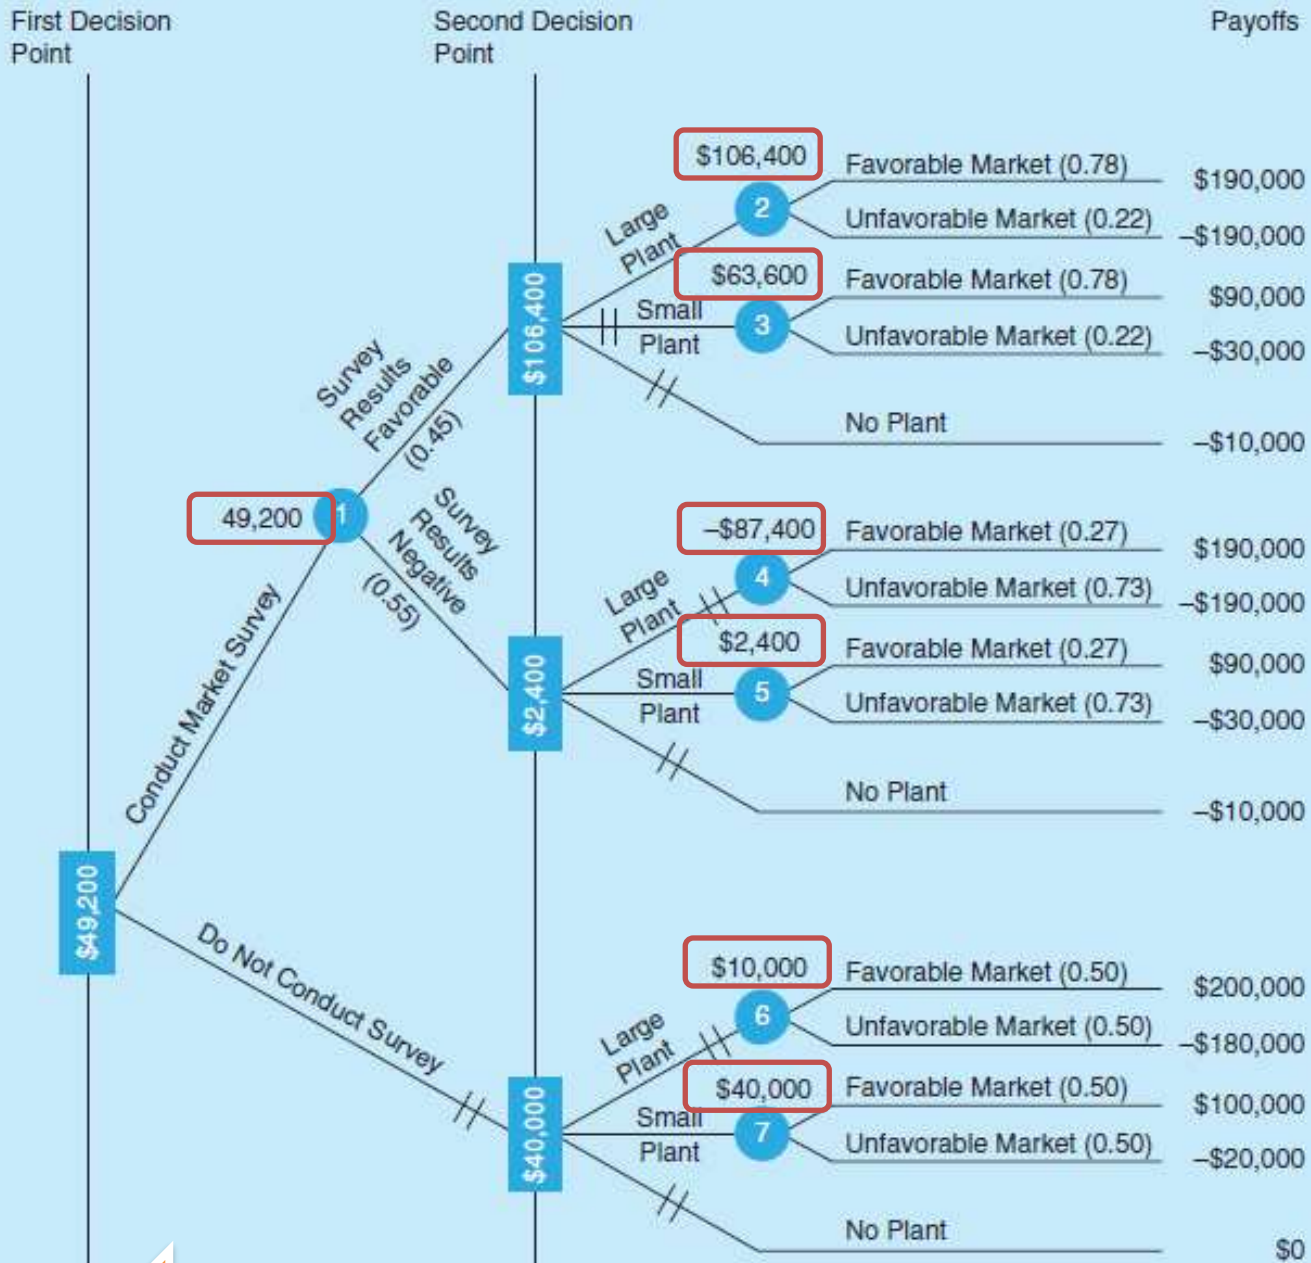 First Decision
Point
Second Decision
Point
Payoffs
$106,400
Favorable Market (0.78)
$190,000
2
Large
Plant
Unfavorable Market (0.22)
–$190,000
$63,600
Favorable Market (0.78)
$90,000
$106,400
Small
Plant
3
Unfavorable Market (0.22)
–$30,000
Survey
Results
Favorable
(0.45)
No Plant
–$10,000
49,200
1
Survey
Results
Negative
(0.55)
–$87,400
Favorable Market (0.27)
$190,000
4
Large
Plant
Unfavorable Market (0.73)
–$190,000
$2,400
Favorable Market (0.27)
$90,000
$2,400
Small
Plant
5
Unfavorable Market (0.73)
–$30,000
Conduct Market Survey
No Plant
–$10,000
$49,200
Do Not Conduct Survey
$10,000
Favorable Market (0.50)
$200,000
6
Large
Plant
Unfavorable Market (0.50)
–$180,000
$40,000
Favorable Market (0.50)
$100,000
$40,000
Small
Plant
7
Unfavorable Market (0.50)
–$20,000
No Plant
$0